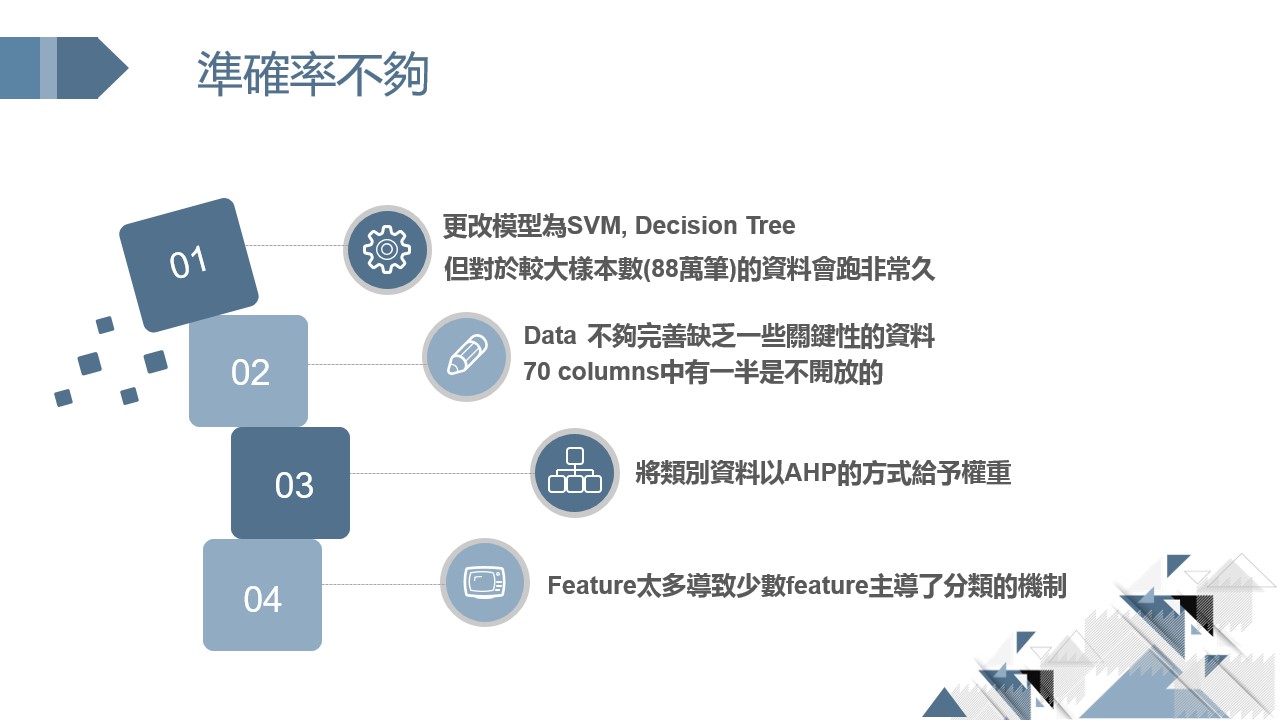 準確率不夠
01
更改模型為SVM, Decision Tree
但對於較大樣本數(88萬筆)的資料會跑非常久
02
Data 不夠完善缺乏一些關鍵性的資料
70 columns中有一半是不開放的
03
將類別資料以AHP的方式給予權重
04
Feature太多導致少數feature主導了分類的機制